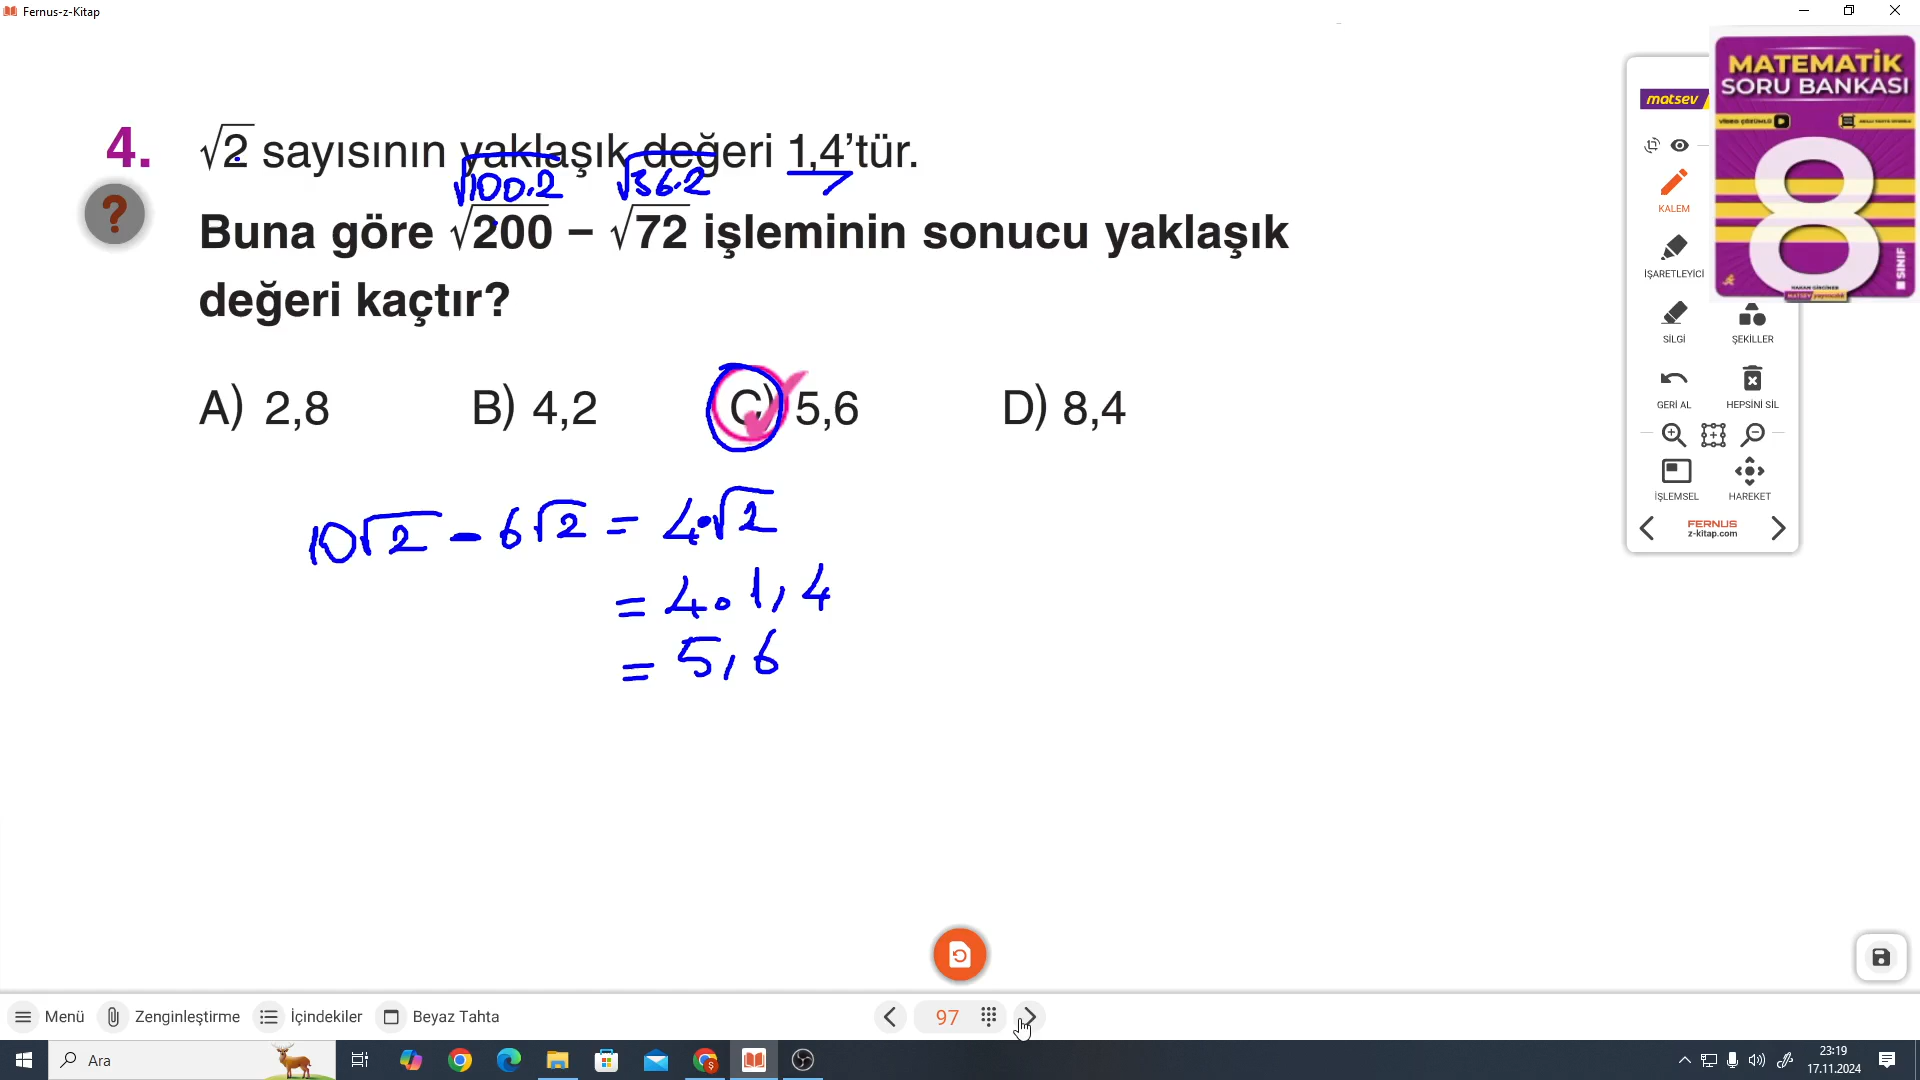 Fernus-z-Kitap
MATEMATİK
SORU BANKASI
VİDEO ÇÖZÜMLÜ
8
SINIF
matsev
4. √2 sayısının yaklaşık değeri 1,4'tür.
√100.2 √36.2
Buna göre √200 − √72 işleminin sonucu yaklaşık
değeri kaçtır?
A) 2,8 B) 4,2 C) 5,6 D) 8,4
10√2 - 6√2 = 4.√2
= 4.1,4
= 5,6
KALEM
İŞARETLEYİCİ
SİLGİ ŞEKİLLER
GERİ AL HEPSİNİ SİL
İŞLEMSEL HAREKET
FERNUS
z-kitap.com
?
Menü Zenginleştirme İçindekiler Beyaz Tahta 97
Ara
23:19
17.11.2024